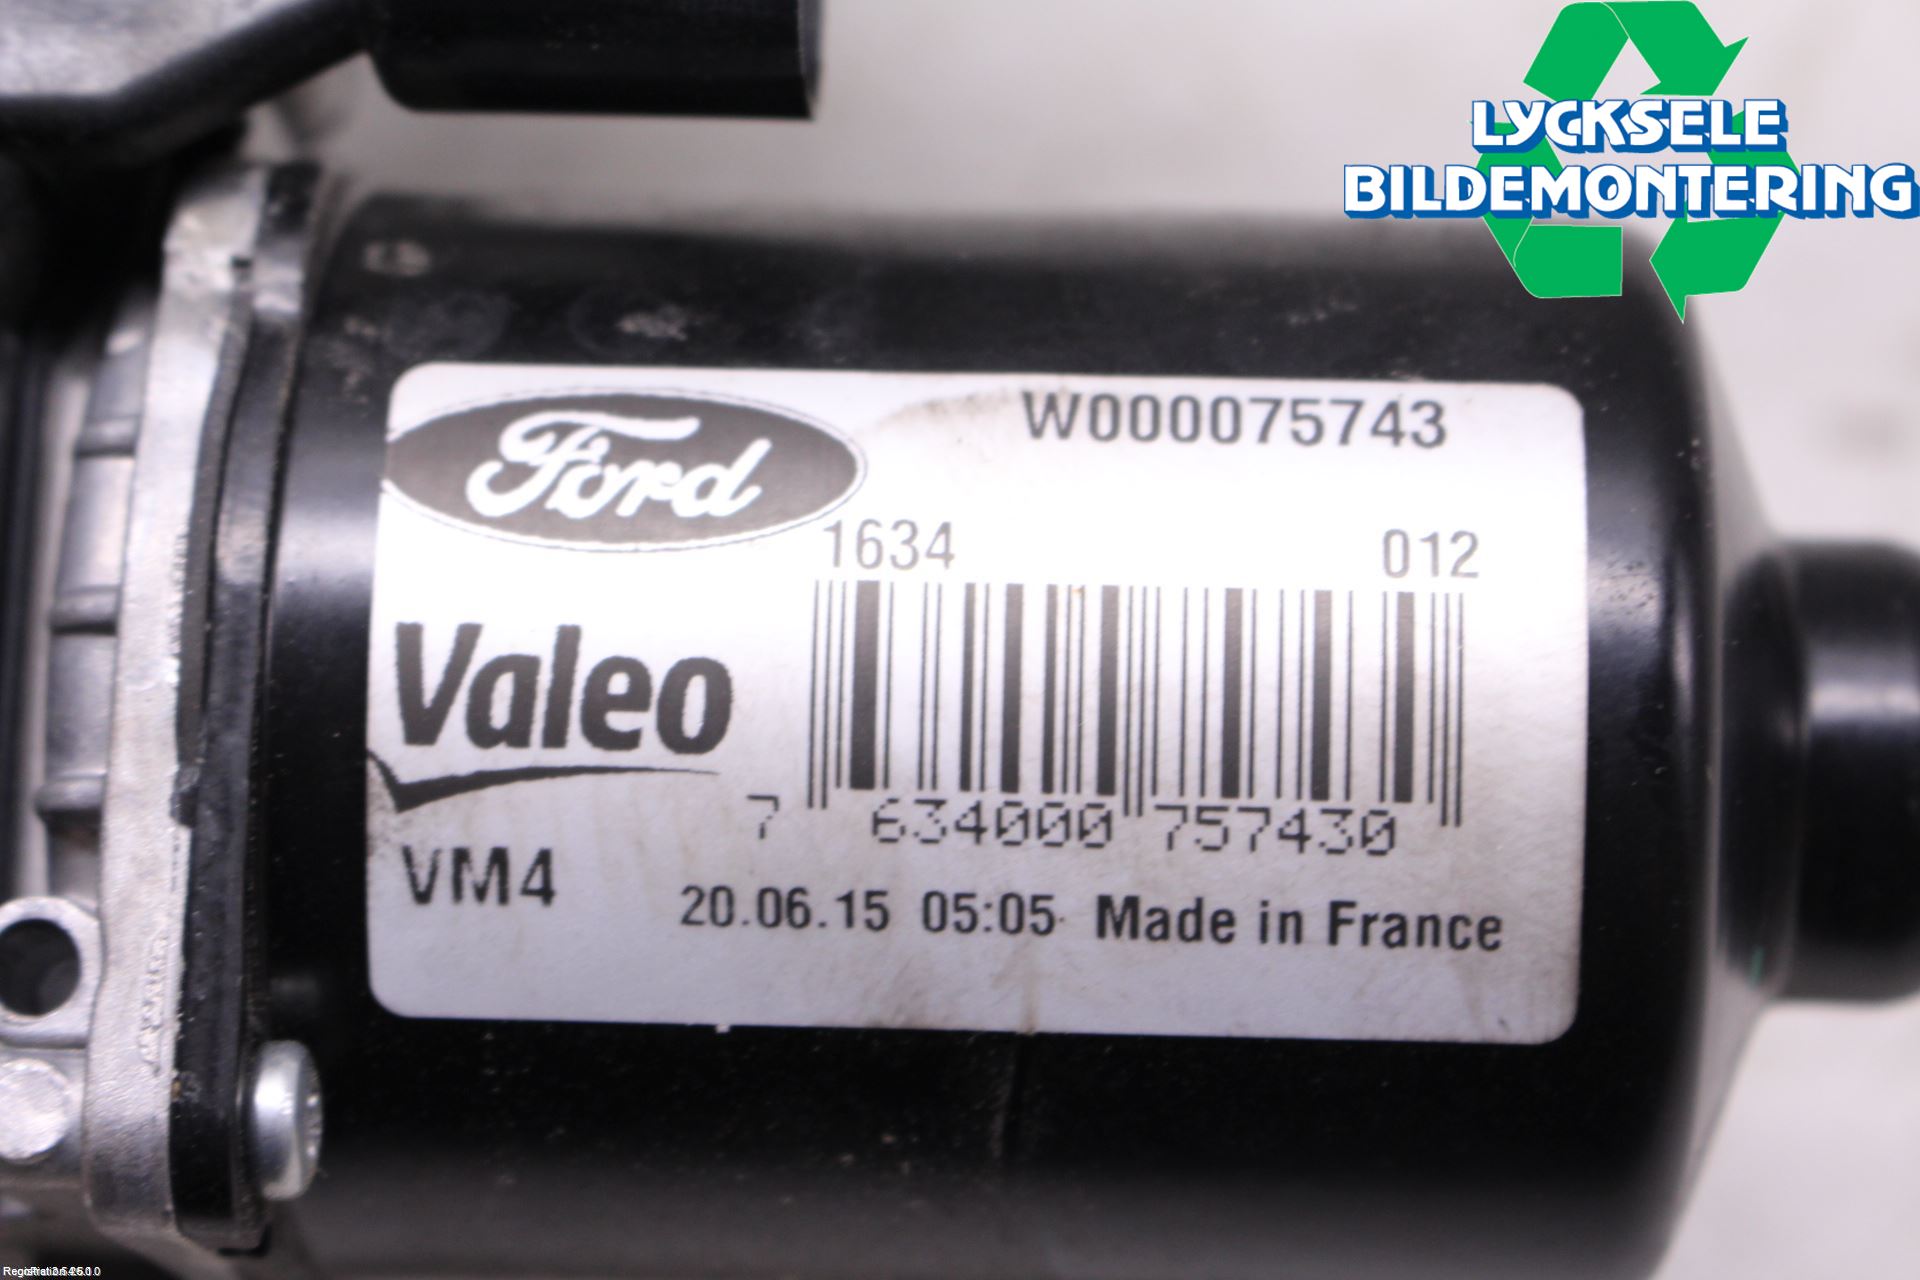 LYCKSELE
BILDEMONTERING
Ford
W000075743
1634 012
Valeo
7 634000 757430
VM4
20.06.15 05:05 Made in France